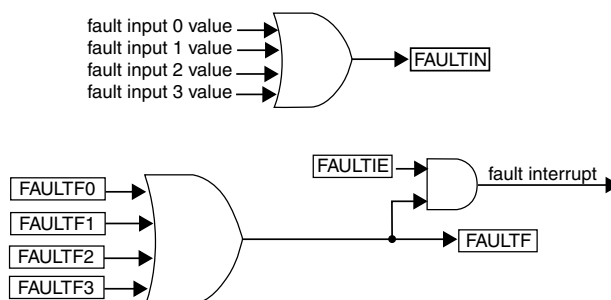 fault input 0 value
fault input 1 value
fault input 2 value
fault input 3 value
FAULTIN
FAULTIE
fault interrupt
FAULTF0
FAULTF1
FAULTF2
FAULTF3
FAULTF